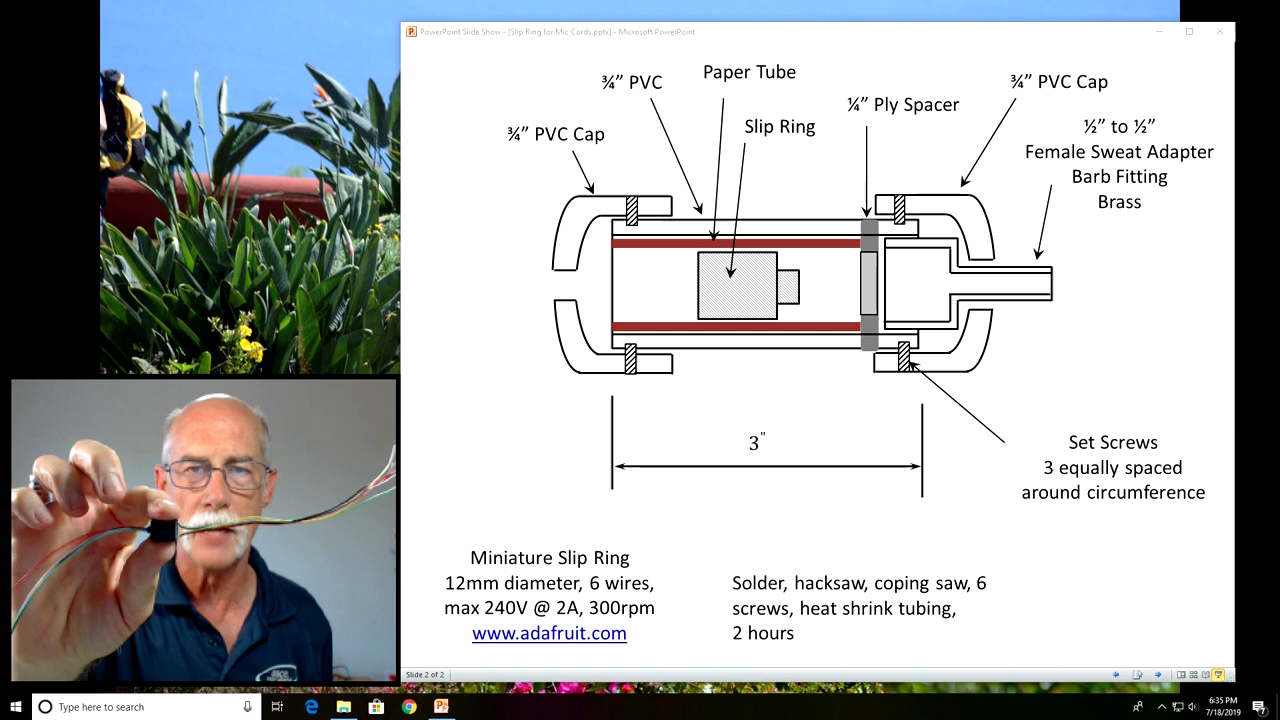 PowerPoint Slide Show - [Slip Ring for Mic Cords.pptx] - Microsoft PowerPoint
Paper Tube
¾” PVC
¾” PVC Cap
¼” Ply Spacer
Slip Ring
¾” PVC Cap
½” to ½”
Female Sweat Adapter
Barb Fitting
Brass
3"
Set Screws
3 equally spaced
around circumference
Miniature Slip Ring
12mm diameter, 6 wires,
max 240V @ 2A, 300rpm
www.adafruit.com
Solder, hacksaw, coping saw, 6
screws, heat shrink tubing,
2 hours
Slide 2 of 2
Type here to search
6:35 PM
7/18/2019